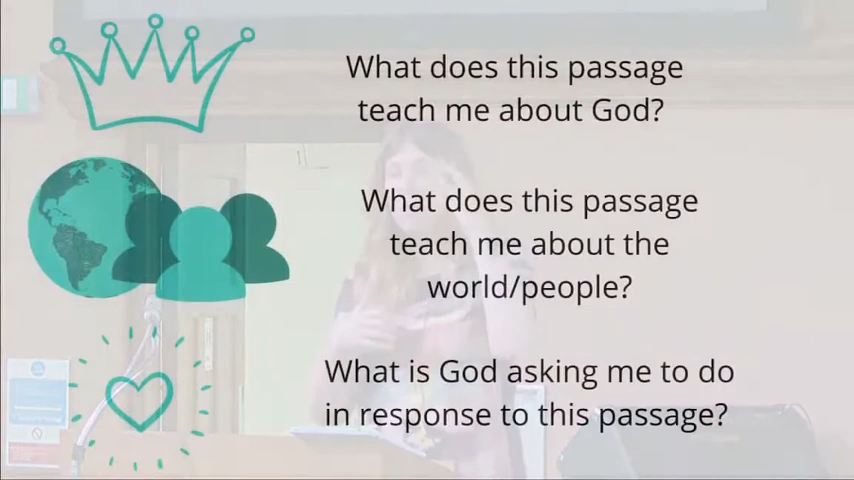 What does this passage
teach me about God?
What does this passage
teach me about the
world/people?
What is God asking me to do
in response to this passage?